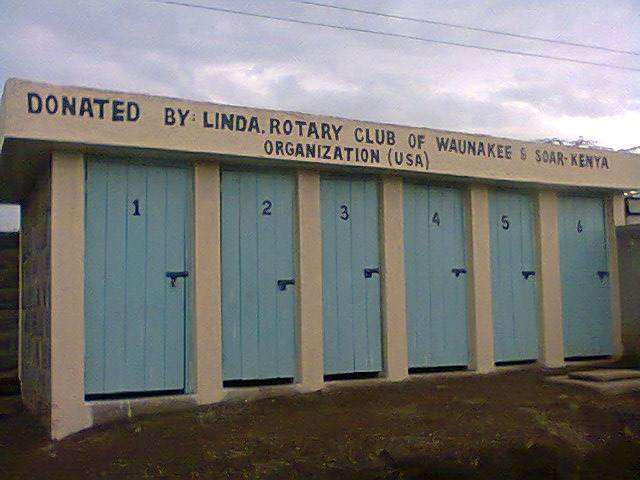 DONATED BY: LINDA. ROTARY CLUB OF WAUNAKEE & SOAR-KENYA
ORGANIZATION (USA)
1 2 3 4 5 6